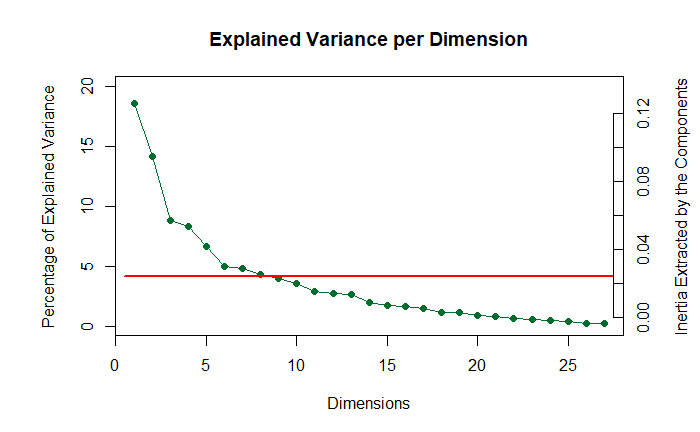 Explained Variance per Dimension
Percentage of Explained Variance
20
15
10
5
0
0.12
0.08
0.04
0.00
Inertia Extracted by the Components
0 5 10 15 20 25
Dimensions